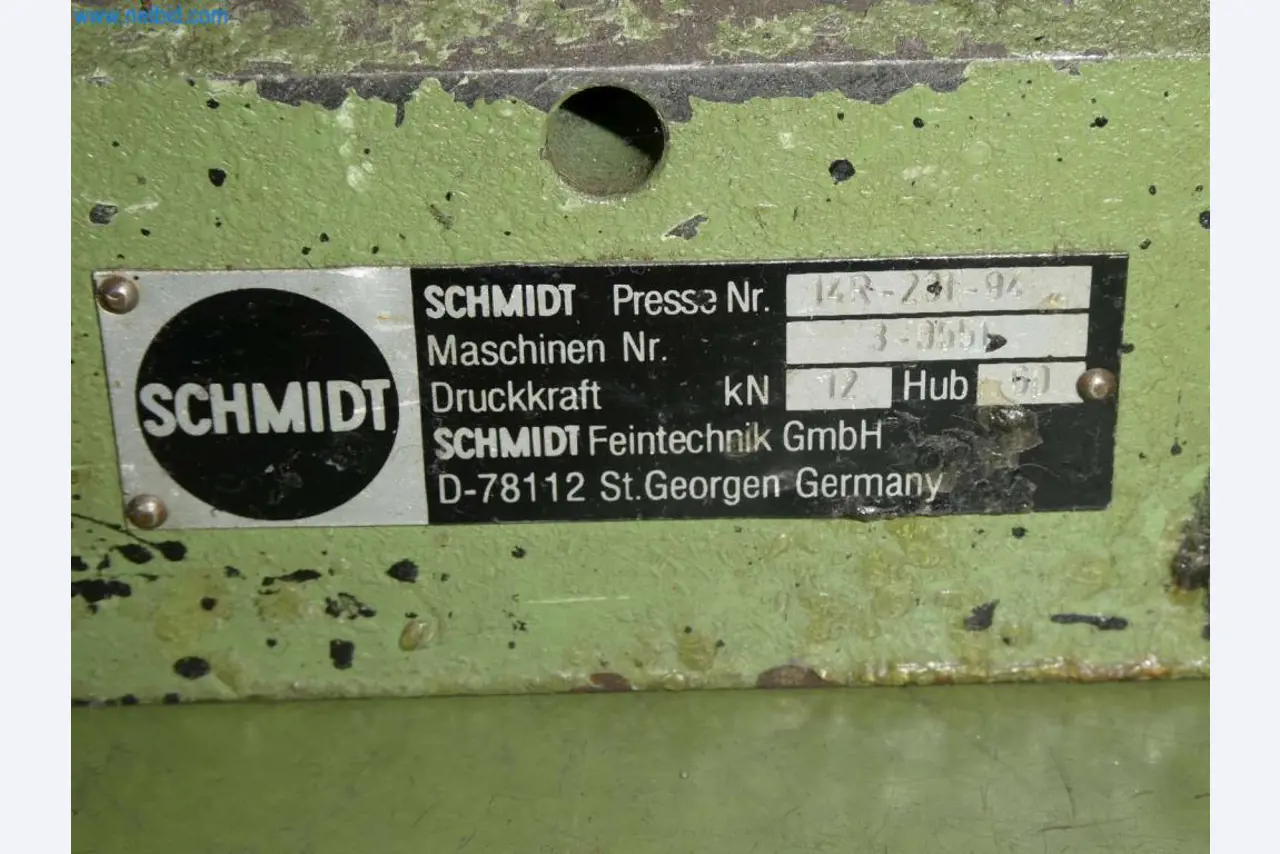 www.netbid.com
SCHMIDT
SCHMIDT Presse Nr. 14R-231-94
Maschinen Nr.
Druckkraft kN 12 Hub
SCHMIDT Feintechnik GmbH
D-78112 St.Georgen Germany